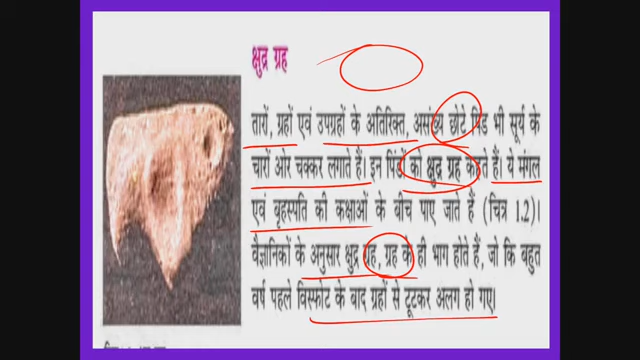 क्षुद्र ग्रह
तारों, ग्रहों एवं उपग्रहों के अतिरिक्त, असंख्य छोटे पिंड भी सूर्य के
चारों ओर चक्कर लगाते हैं। इन पिंडों को क्षुद्र ग्रह कहते हैं। ये मंगल
एवं बृहस्पति की कक्षाओं के बीच पाए जाते हैं (चित्र 1.2)।
वैज्ञानिकों के अनुसार क्षुद्र ग्रह, ग्रह के ही भाग होते हैं, जो कि बहुत
वर्ष पहले विस्फोट के बाद ग्रहों से टूटकर अलग हो गए।